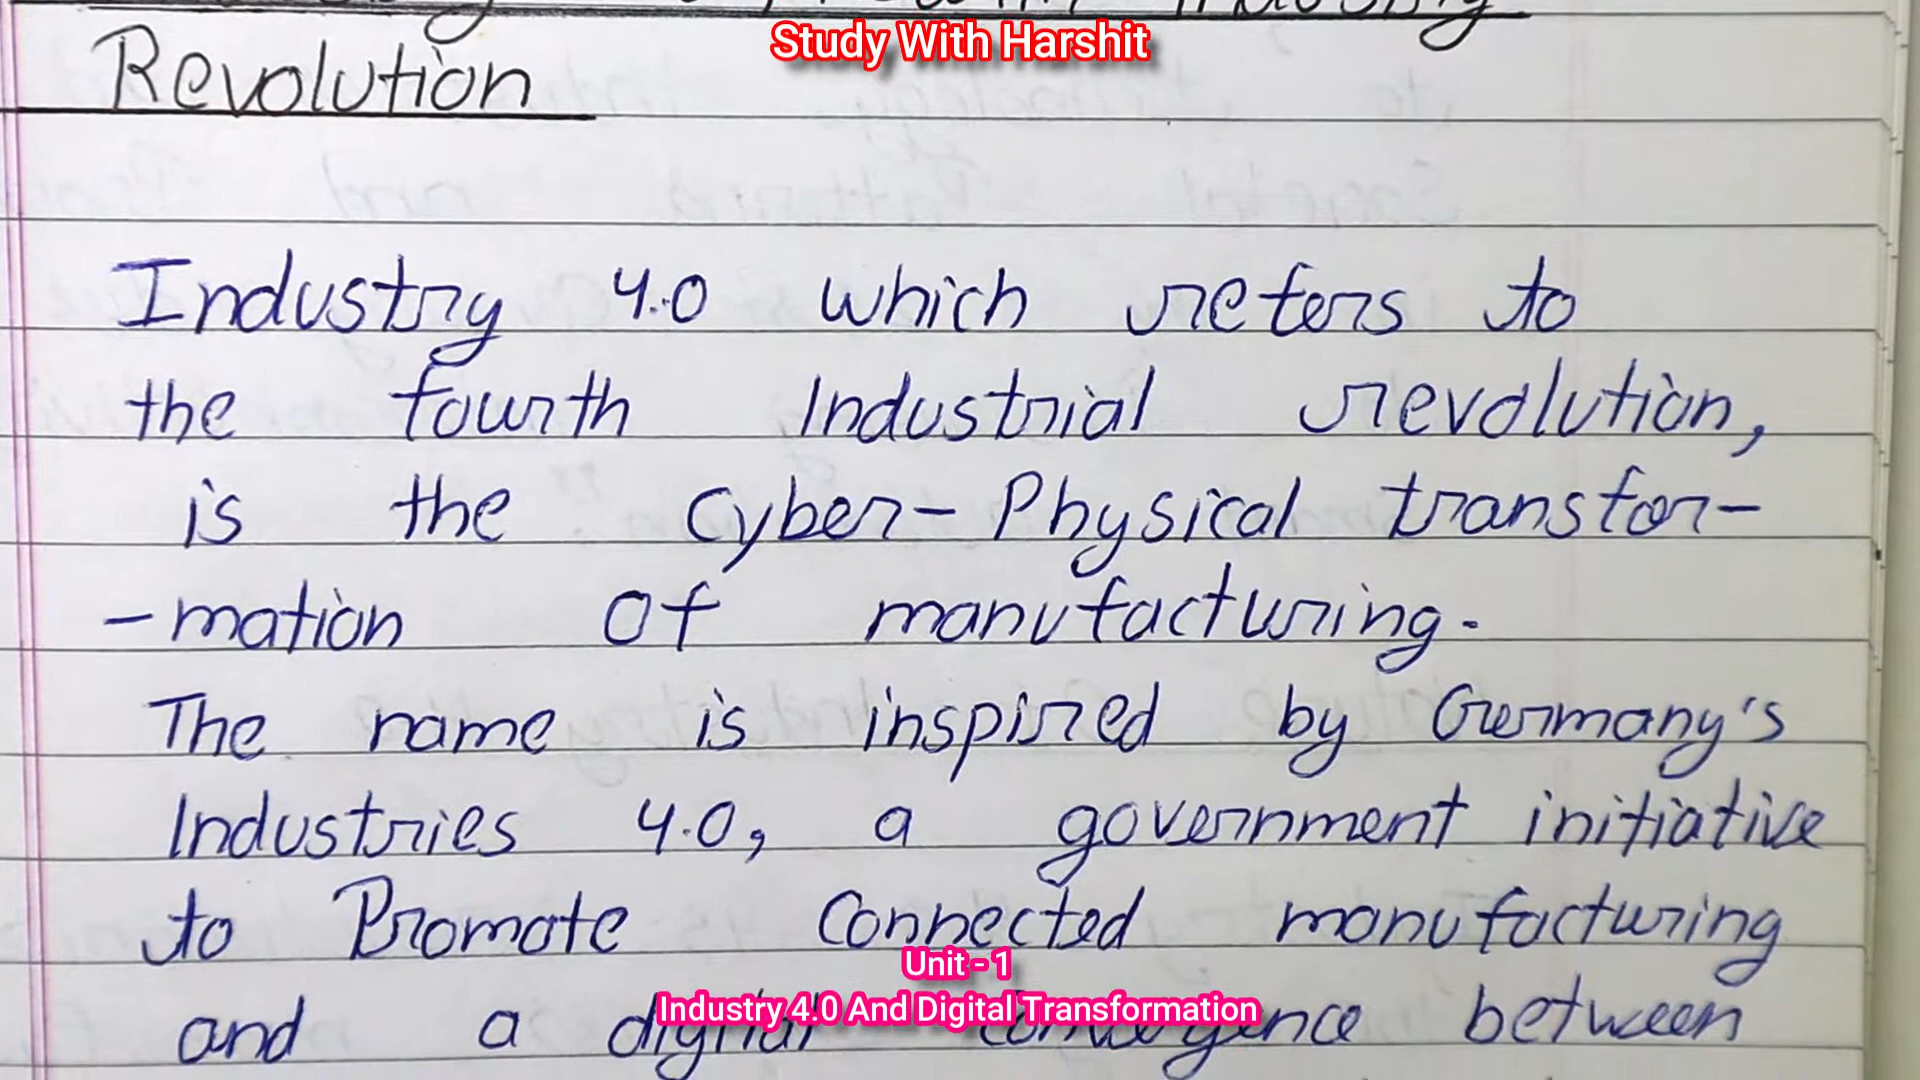 Study With Harshit
Revolution
Industry 4.0 which refers to
the fourth Industrial revolution,
is the Cyber-Physical transfor-
-mation of manufacturing.
The name is inspired by Germany's
Industries 4.0, a government initiative
to Promote Connected manufacturing
Unit - 1
Industry 4.0 And Digital Transformation
and a digital Convergence between